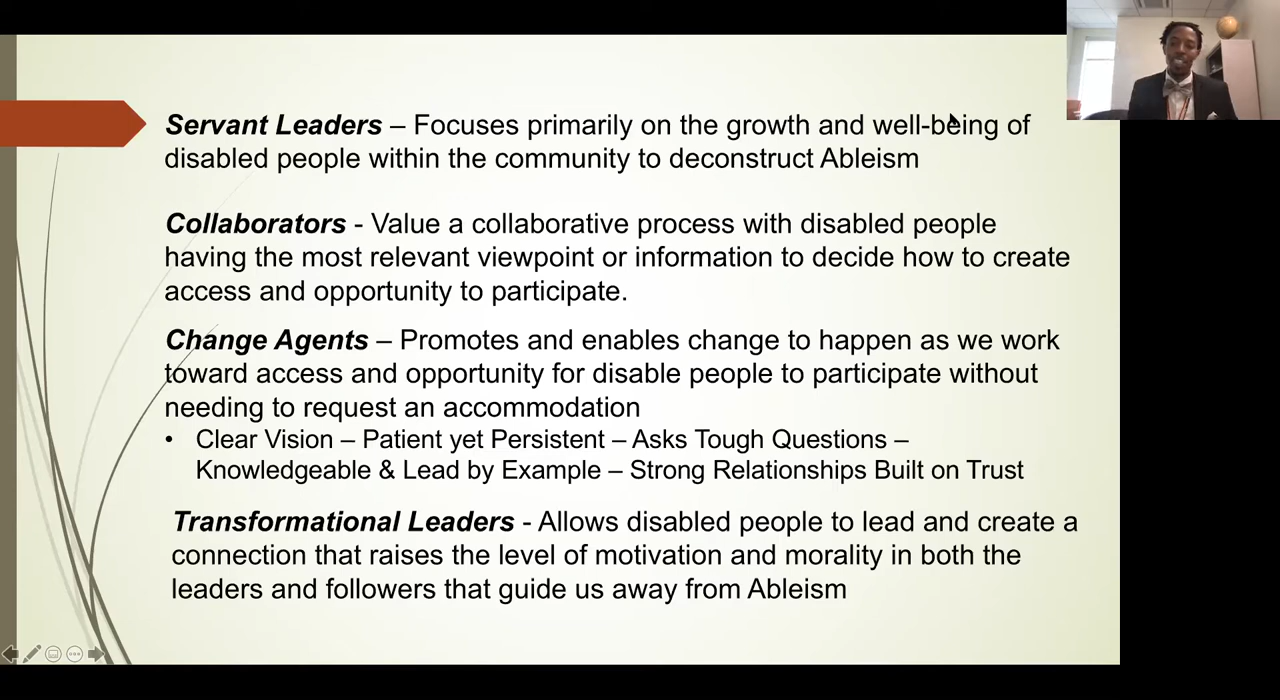 Servant Leaders – Focuses primarily on the growth and well-being of
disabled people within the community to deconstruct Ableism
Collaborators - Value a collaborative process with disabled people
having the most relevant viewpoint or information to decide how to create
access and opportunity to participate.
Change Agents – Promotes and enables change to happen as we work
toward access and opportunity for disable people to participate without
needing to request an accommodation
• Clear Vision – Patient yet Persistent – Asks Tough Questions –
Knowledgeable & Lead by Example – Strong Relationships Built on Trust
Transformational Leaders - Allows disabled people to lead and create a
connection that raises the level of motivation and morality in both the
leaders and followers that guide us away from Ableism